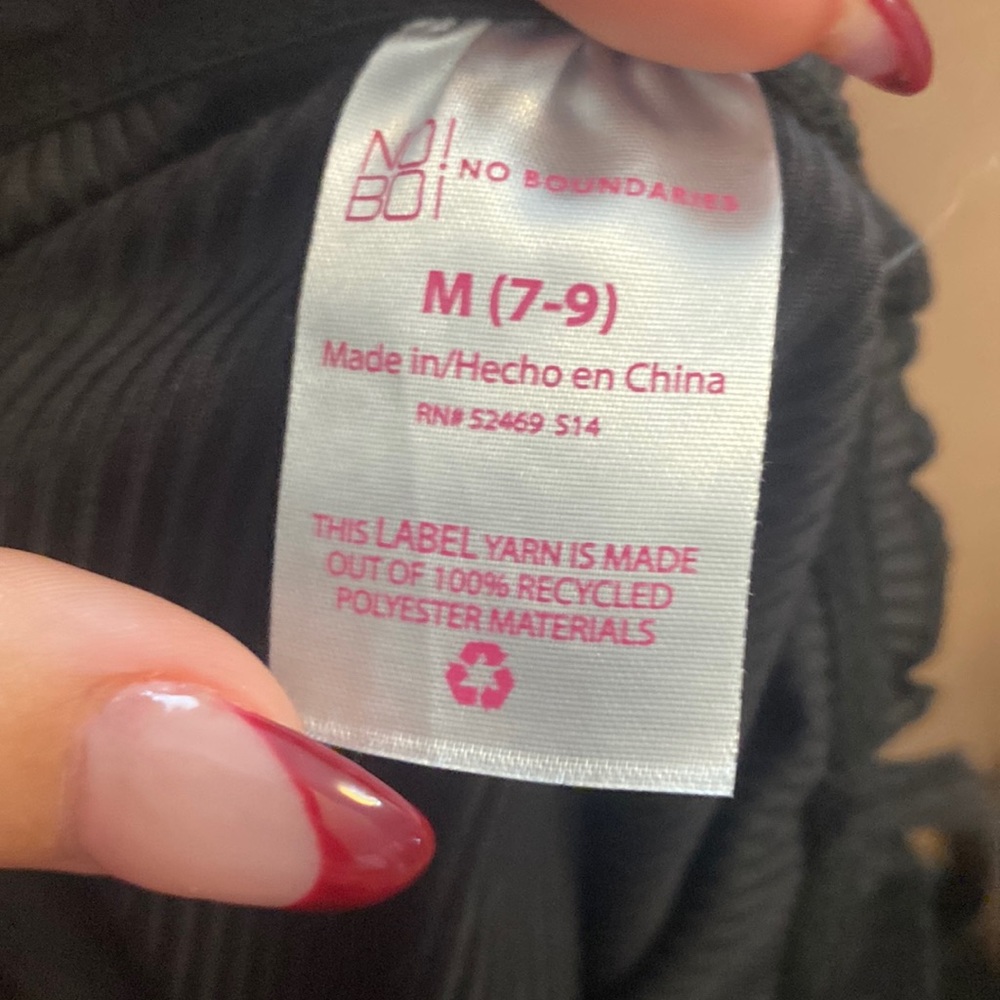 NO!
BO¡
NO BOUNDARIES
M (7-9)
Made in/Hecho en China
RN# 52469 S14
THIS LABEL YARN IS MADE
OUT OF 100% RECYCLED
POLYESTER MATERIALS